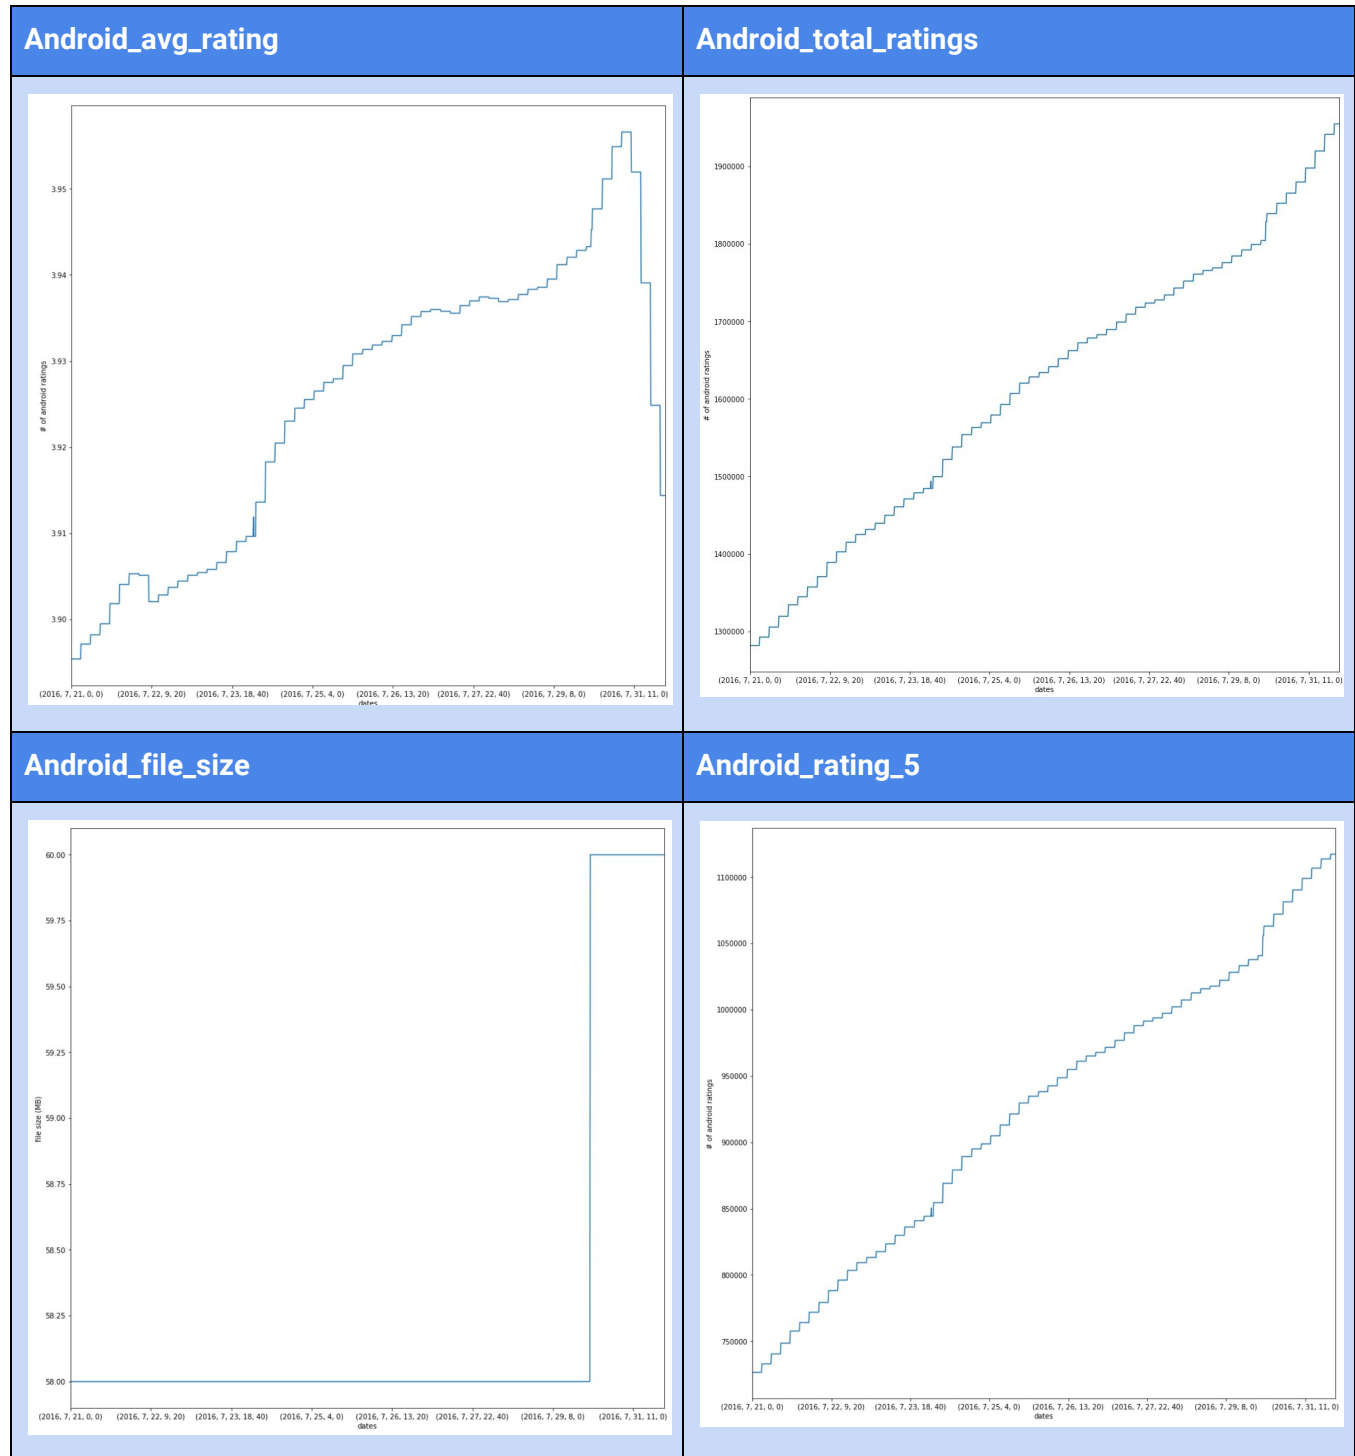 Android_avg_rating
3.95
3.94
3.93
3.92
3.91
3.90
# of android ratings
(2016, 7, 21, 0, 0) (2016, 7, 22, 9, 20) (2016, 7, 23, 18, 40) (2016, 7, 25, 4, 0) (2016, 7, 26, 13, 20) (2016, 7, 27, 22, 40) (2016, 7, 29, 8, 0) (2016, 7, 31, 11, 0)
dates
Android_total_ratings
1900000
1800000
1700000
1600000
1500000
1400000
1300000
# of android ratings
(2016, 7, 21, 0, 0) (2016, 7, 22, 9, 20) (2016, 7, 23, 18, 40) (2016, 7, 25, 4, 0) (2016, 7, 26, 13, 20) (2016, 7, 27, 22, 40) (2016, 7, 29, 8, 0) (2016, 7, 31, 11, 0)
dates
Android_file_size
60.00
59.75
59.50
59.25
59.00
58.75
58.50
58.25
58.00
file size (MB)
(2016, 7, 21, 0, 0) (2016, 7, 22, 9, 20) (2016, 7, 23, 18, 40) (2016, 7, 25, 4, 0) (2016, 7, 26, 13, 20) (2016, 7, 27, 22, 40) (2016, 7, 29, 8, 0) (2016, 7, 31, 11, 0)
dates
Android_rating_5
1100000
1050000
1000000
950000
900000
850000
800000
750000
# of android ratings
(2016, 7, 21, 0, 0) (2016, 7, 22, 9, 20) (2016, 7, 23, 18, 40) (2016, 7, 25, 4, 0) (2016, 7, 26, 13, 20) (2016, 7, 27, 22, 40) (2016, 7, 29, 8, 0) (2016, 7, 31, 11, 0)
dates